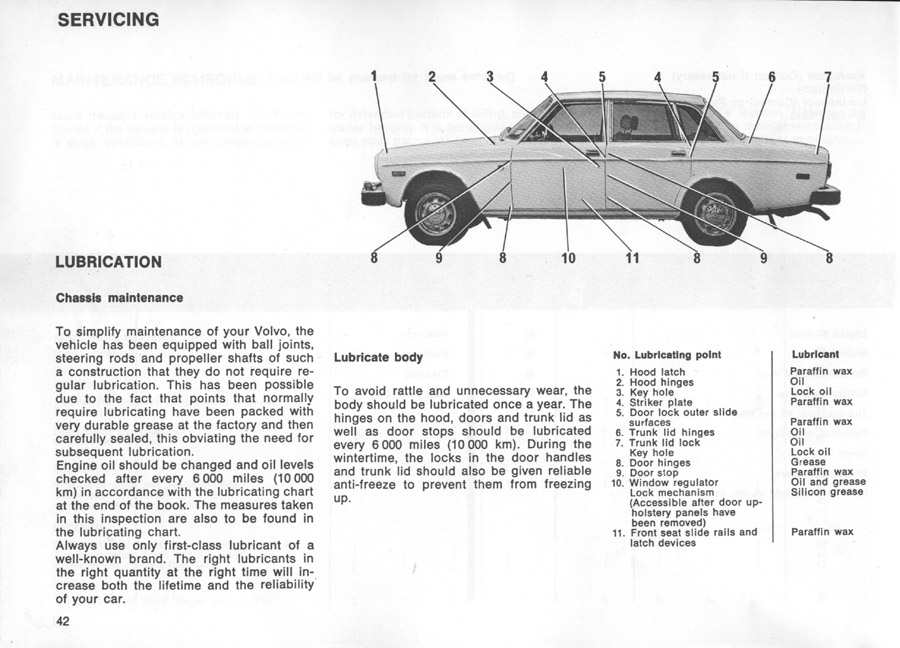 SERVICING
1 2 3 4 5 4 5 6 7
8 9 8 10 11 8 9 8
LUBRICATION
Chassis maintenance
To simplify maintenance of your Volvo, the
vehicle has been equipped with ball joints,
steering rods and propeller shafts of such
a construction that they do not require re-
gular lubrication. This has been possible
due to the fact that points that normally
require lubricating have been packed with
very durable grease at the factory and then
carefully sealed, this obviating the need for
subsequent lubrication.
Engine oil should be changed and oil levels
checked after every 6 000 miles (10 000
km) in accordance with the lubricating chart
at the end of the book. The measures taken
in this inspection are also to be found in
the lubricating chart.
Always use only first-class lubricant of a
well-known brand. The right lubricants in
the right quantity at the right time will in-
crease both the lifetime and the reliability
of your car.
42
Lubricate body
To avoid rattle and unnecessary wear, the
body should be lubricated once a year. The
hinges on the hood, doors and trunk lid as
well as door stops should be lubricated
every 6 000 miles (10 000 km). During the
wintertime, the locks in the door handles
and trunk lid should also be given reliable
anti-freeze to prevent them from freezing
up.
No. Lubricating point Lubricant
1. Hood latch Paraffin wax
2. Hood hinges Oil
3. Key hole Lock oil
4. Striker plate Paraffin wax
5. Door lock outer slide
surfaces Paraffin wax
6. Trunk lid hinges Oil
7. Trunk lid lock Oil
Key hole Lock oil
8. Door hinges Grease
9. Door stop Paraffin wax
10. Window regulator Oil and grease
Lock mechanism Silicon grease
(Accessible after door up-
holstery panels have
been removed)
11. Front seat slide rails and Paraffin wax
latch devices